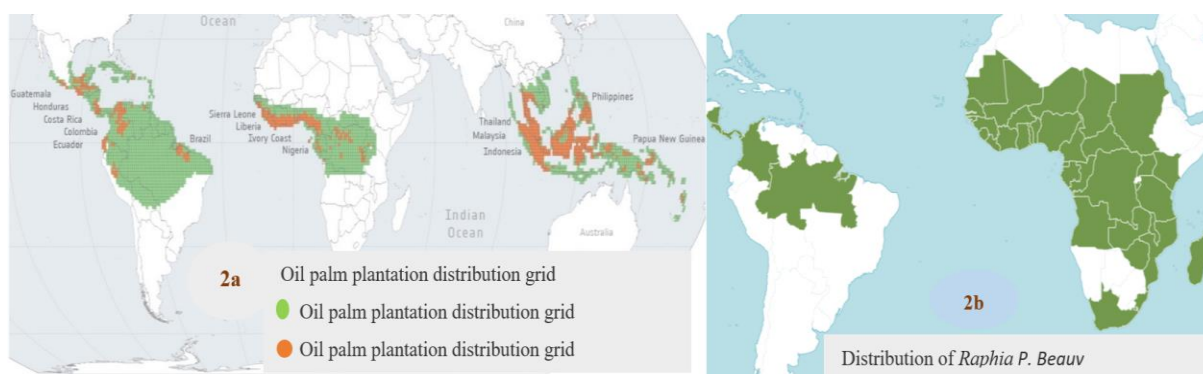 Ocean
China
Guatemala
Honduras
Costa Rica
Colombia
Ecuador
Brazil
Sierra Leone
Liberia
Ivory Coast
Nigeria
Thailand
Malaysia
Indonesia
Philippines
Papua New Guinea
Indian
Ocean
Australia
2a
Oil palm plantation distribution grid
Oil palm plantation distribution grid
Oil palm plantation distribution grid
2b
Distribution of Raphia P. Beauv